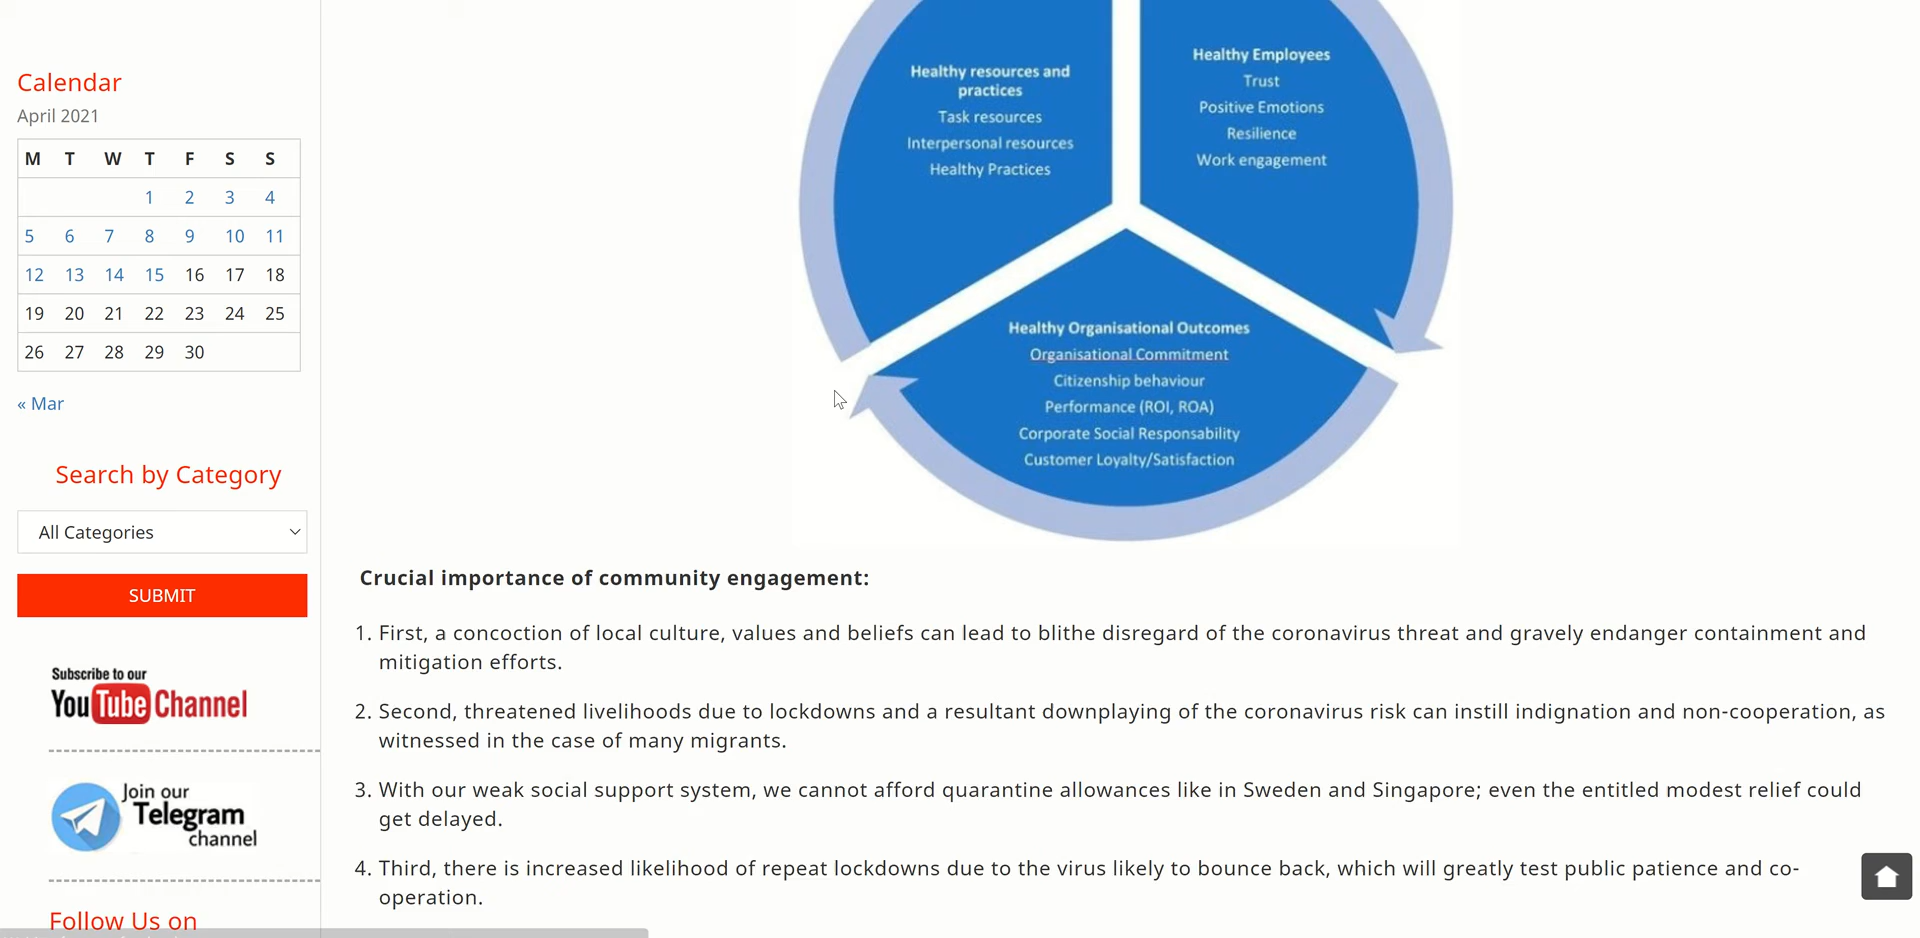 Calendar
April 2021
M T W T F S S
1 2 3 4
5 6 7 8 9 10 11
12 13 14 15 16 17 18
19 20 21 22 23 24 25
26 27 28 29 30
« Mar
Search by Category
All Categories
SUBMIT
Subscribe to our
YouTube Channel
Join our
Telegram
channel
Follow Us on
Healthy resources and
practices
Task resources
Interpersonal resources
Healthy Practices
Healthy Employees
Trust
Positive Emotions
Resilience
Work engagement
Healthy Organisational Outcomes
Organisational Commitment
Citizenship behaviour
Performance (ROI, ROA)
Corporate Social Responsability
Customer Loyalty/Satisfaction
Crucial importance of community engagement:
1. First, a concoction of local culture, values and beliefs can lead to blithe disregard of the coronavirus threat and gravely endanger containment and
mitigation efforts.
2. Second, threatened livelihoods due to lockdowns and a resultant downplaying of the coronavirus risk can instill indignation and non-cooperation, as
witnessed in the case of many migrants.
3. With our weak social support system, we cannot afford quarantine allowances like in Sweden and Singapore; even the entitled modest relief could
get delayed.
4. Third, there is increased likelihood of repeat lockdowns due to the virus likely to bounce back, which will greatly test public patience and co-
operation.